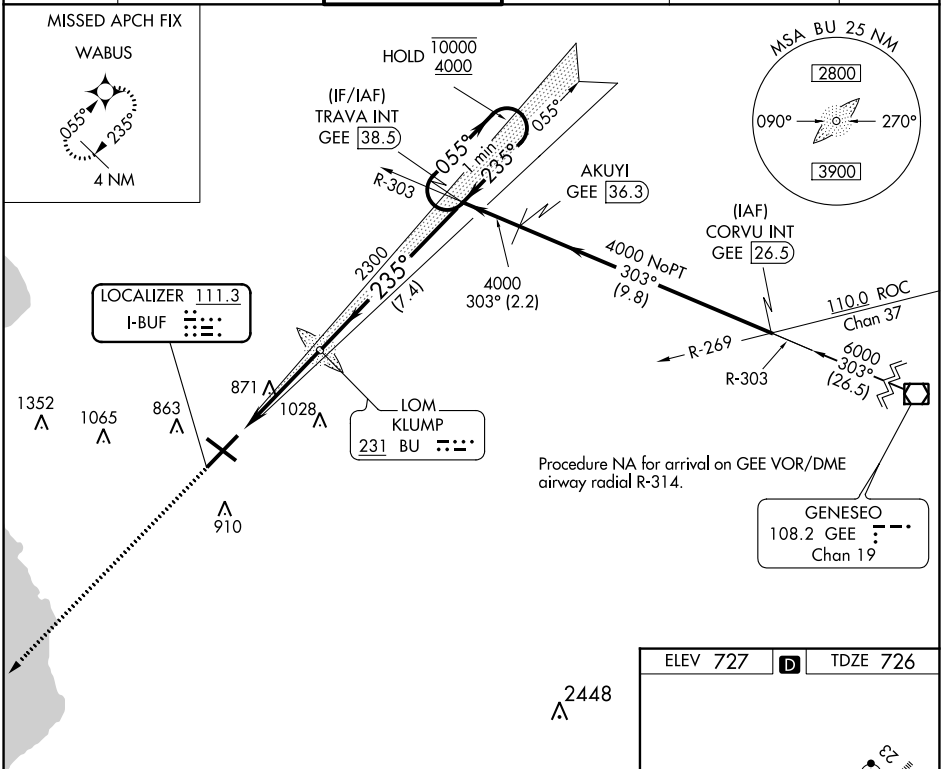 MISSED APCH FIX
WABUS
055°
235°
4 NM
HOLD 10000
4000
(IF/IAF)
TRAVA INT
GEE 38.5
R-303
055°
1 min
235°
055°
MSA BU 25 NM
2800
090°
270°
3900
AKUYI
GEE 36.3
(IAF)
CORVU INT
GEE 26.5
4000 NoPT
303°
(9.8)
4000
303° (2.2)
2300
235°
(7.4)
110.0 ROC
Chan 37
R-269
R-303
6000
303°
(26.5)
LOCALIZER 111.3
I-BUF
1352
1065
863
871
1028
910
LOM
KLUMP
231 BU
Procedure NA for arrival on GEE VOR/DME
airway radial R-314.
GENESEO
108.2 GEE
Chan 19
2448
ELEV 727 D TDZE 726
23